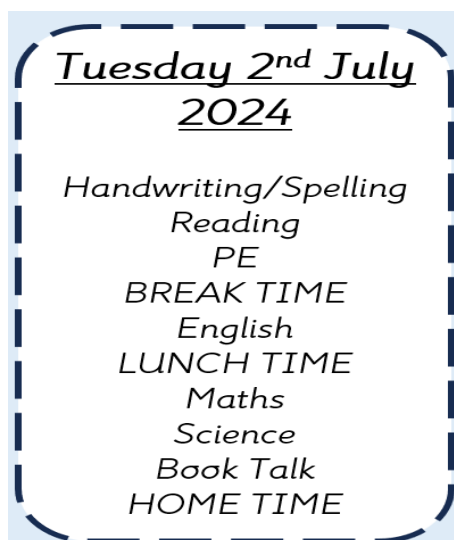 Tuesday 2nd July
2024
Handwriting/Spelling
Reading
PE
BREAK TIME
English
LUNCH TIME
Maths
Science
Book Talk
HOME TIME